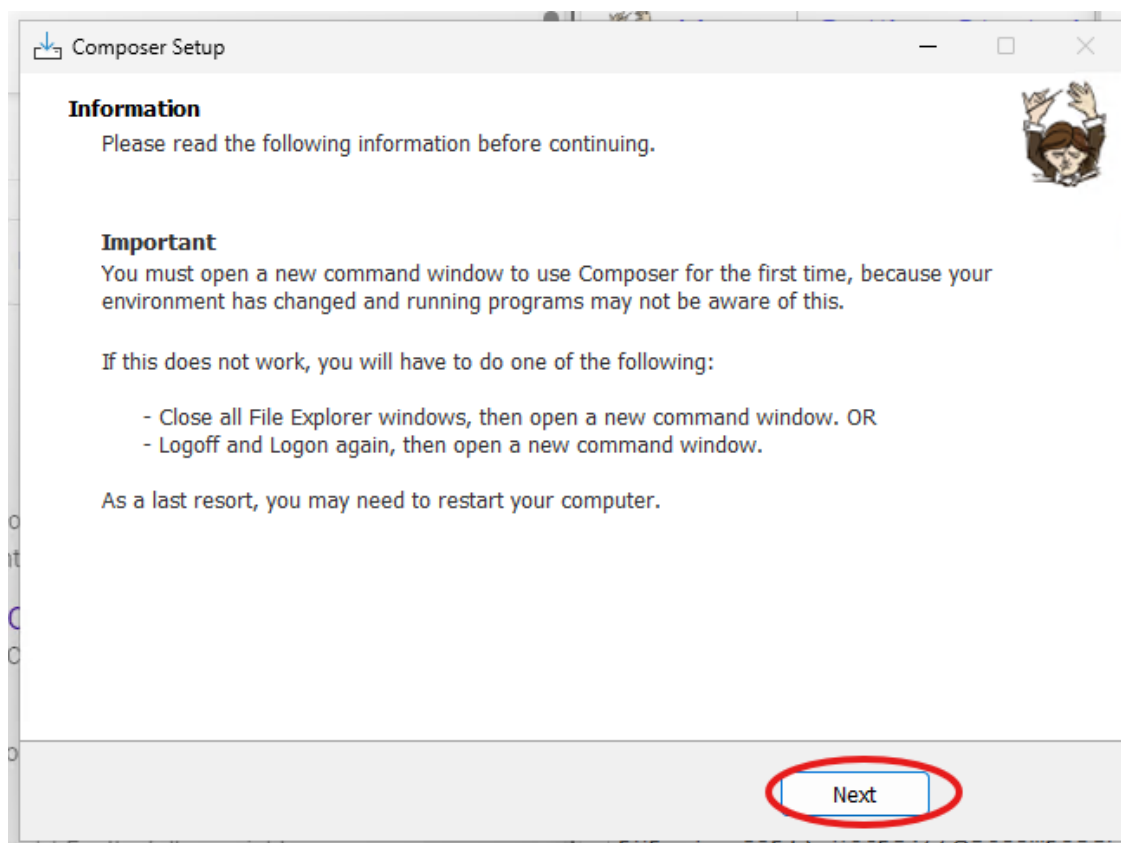 Composer Setup
Information
Please read the following information before continuing.
Important
You must open a new command window to use Composer for the first time, because your
environment has changed and running programs may not be aware of this.
If this does not work, you will have to do one of the following:
- Close all File Explorer windows, then open a new command window. OR
- Logoff and Logon again, then open a new command window.
As a last resort, you may need to restart your computer.
Next